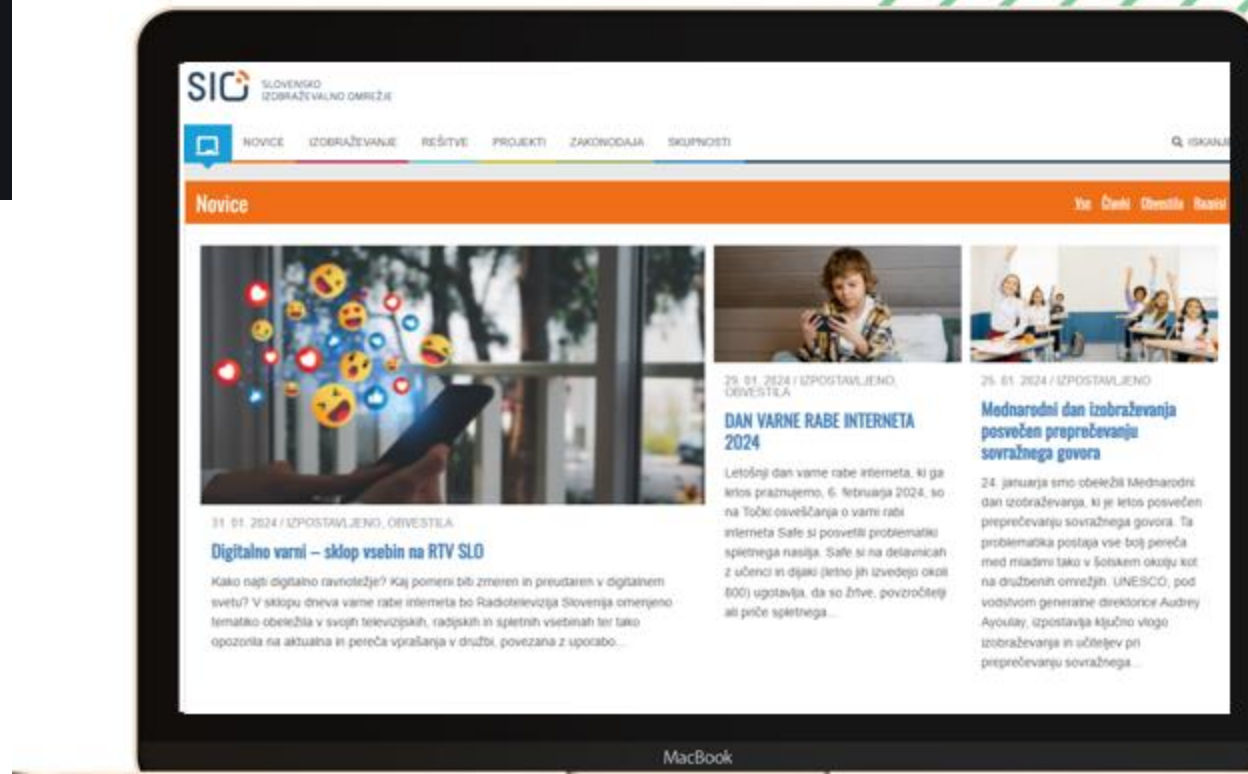 SIO
SLOVENSKO
IZOBRAŽEVALNO OMREŽJE
NOVICE IZOBRAŽEVANJE REŠITVE PROJEKTI ZAKONODAJA SKUPNOSTI ISKANJE
Novice
Vse Članki Obvestila Razpisi
31. 01. 2024 / IZPOSTAVLJENO, OBVESTILA
Digitalno varni – sklop vsebin na RTV SLO
Kako najti digitalno ravnotežje? Kaj pomeni biti zmeren in preudaren v digitalnem
svetu? V sklopu dneva varne rabe interneta bo Radiotelevizija Slovenija omenjeno
tematiko obeležila v svojih televizijskih, radijskih in spletnih vsebinah ter tako
opozorila na aktualna in pereča vprašanja v družbi, povezana z uporabo...
29. 01. 2024 / IZPOSTAVLJENO,
OBVESTILA
DAN VARNE RABE INTERNETA
2024
Letošnji dan varne rabe interneta, ki ga
letos praznujemo, 6. februarja 2024, so
na Točki osveščanja o varni rabi
interneta Safe si posvetili problematiki
spletnega nasilja. Safe si na delavnicah
z učenci in dijaki (letno jih izvedejo okoli
800) ugotavlja, da so žrtve, povzročitelji
ali priče spletnega...
26. 01. 2024 / IZPOSTAVLJENO
Mednarodni dan izobraževanja
posvečen preprečevanju
sovražnega govora
24. januarja smo obeležili Mednarodni
dan izobraževanja, ki je letos posvečen
preprečevanju sovražnega govora. Ta
problematika postaja vse bolj pereča
med mladimi tako v šolskem okolju kot
na družbenih omrežjih. UNESCO, pod
vodstvom generalne direktorice Audrey
Ayoulay, izpostavlja ključno vlogo
izobraževanja in učiteljev pri
preprečevanju sovražnega...
MacBook